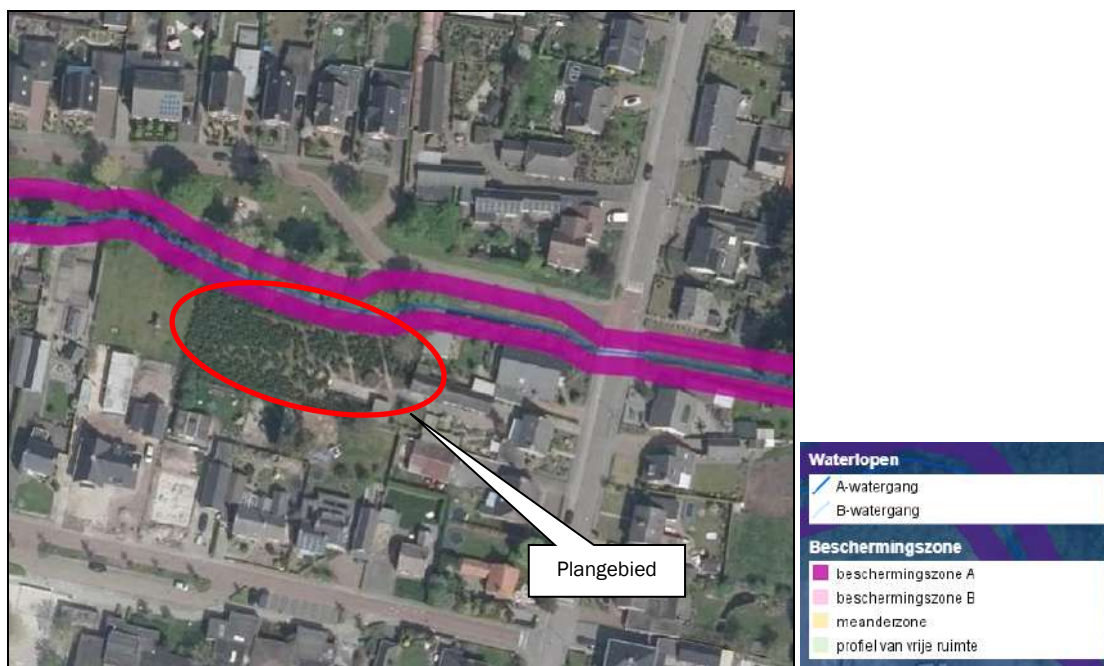 Plangebied
Waterlopen
A-watergang
B-watergang
Beschermingszone
beschermingszone A
beschermingszone B
meanderzone
profiel van vrije ruimte